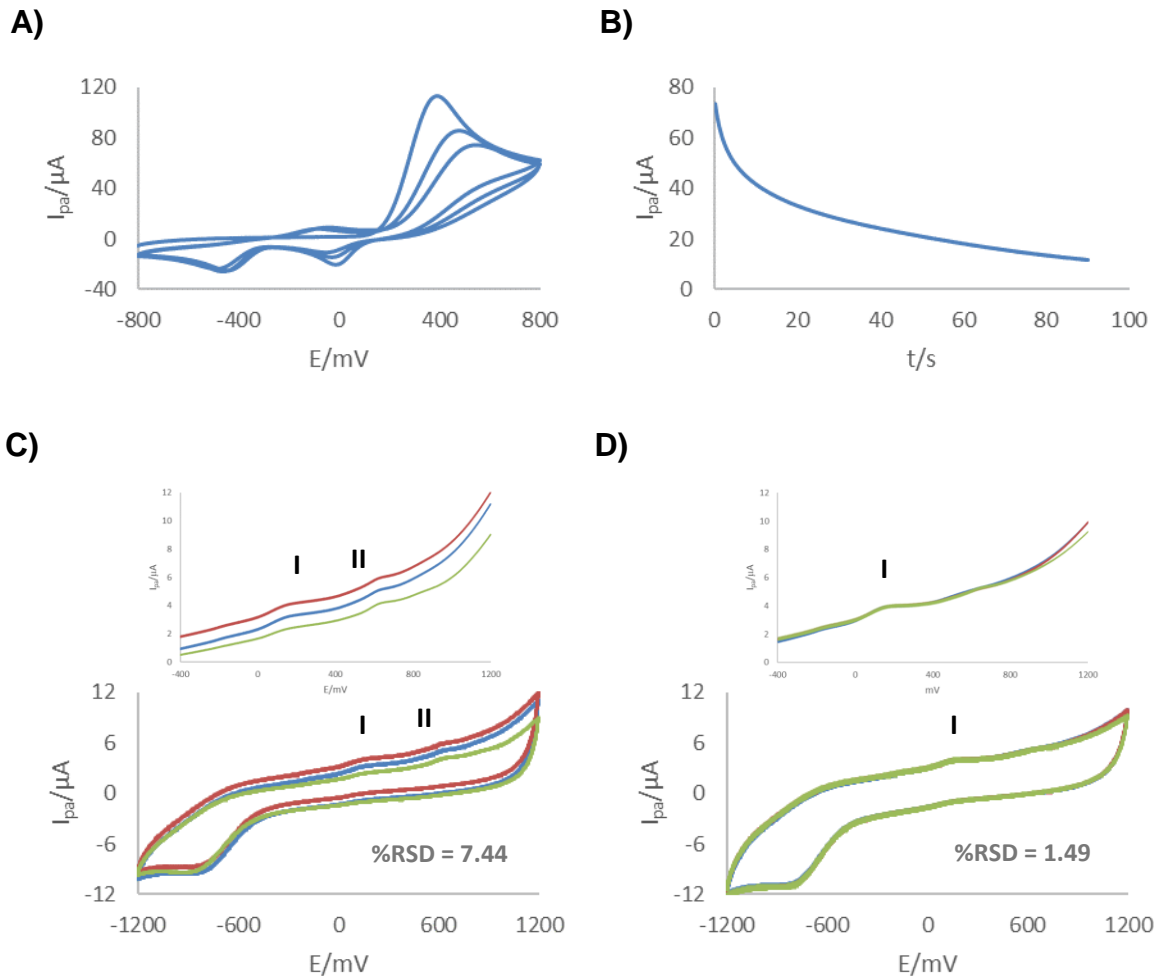 A)
120
80
40
0
-40
Ipa/µA
-800 -400 0 400 800
E/mV
B)
80
60
40
20
0
Ipa/µA
0 20 40 60 80 100
t/s
C)
12
10
8
6
4
2
0
Ipa/µA
I II
-400 0 400 800 1200
E/mV
12
6
0
-6
-12
Ipa/µA
I II
%RSD = 7.44
-1200 -600 0 600 1200
E/mV
D)
12
10
8
6
4
2
0
Ipa/µA
I
-400 0 400 800 1200
mV
12
6
0
-6
-12
Ipa/µA
I
%RSD = 1.49
-1200 -600 0 600 1200
E/mV